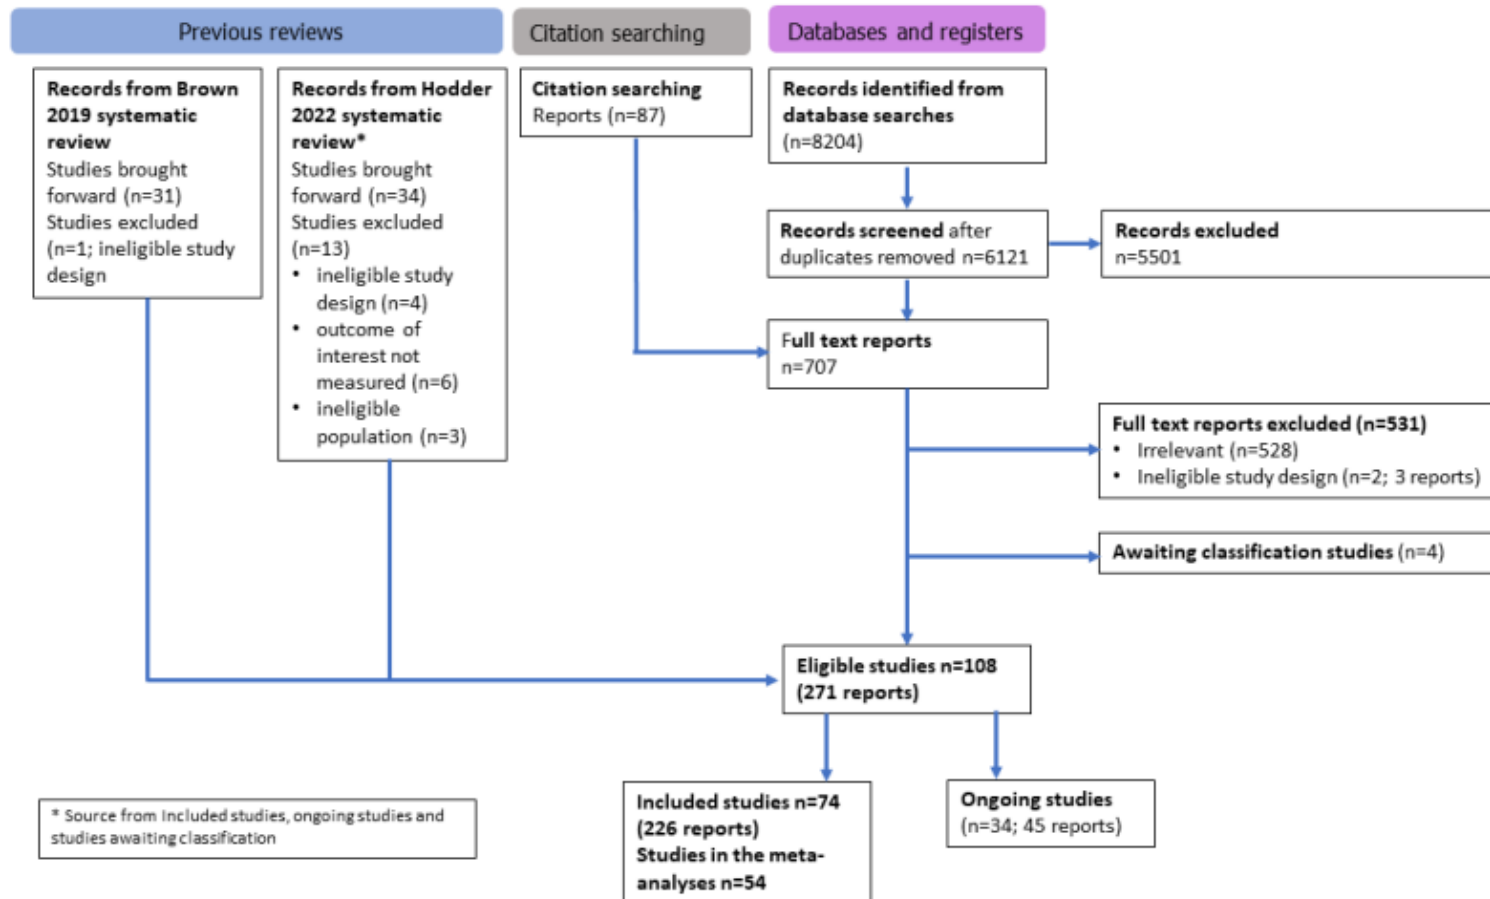 Previous reviews
Citation searching
Databases and registers
Records from Brown
2019 systematic
review
Studies brought
forward (n=31)
Studies excluded
(n=1; ineligible study
design
Records from Hodder
2022 systematic
review*
Studies brought
forward (n=34)
Studies excluded
(n=13)
• ineligible study
design (n=4)
• outcome of
interest not
measured (n=6)
• ineligible
population (n=3)
Citation searching
Reports (n=87)
Records identified from
database searches
(n=8204)
Records screened after
duplicates removed n=6121
Records excluded
n=5501
Full text reports
n=707
Full text reports excluded (n=531)
• Irrelevant (n=528)
• Ineligible study design (n=2; 3 reports)
Awaiting classification studies (n=4)
Eligible studies n=108
(271 reports)
Included studies n=74
(226 reports)
Studies in the meta-
analyses n=54
Ongoing studies
(n=34; 45 reports)
* Source from Included studies, ongoing studies and
studies awaiting classification